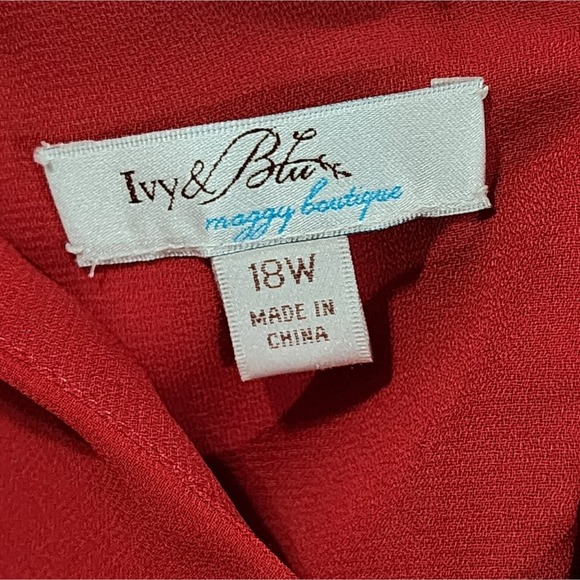 Ivy & Blu
maggy boutique
18W
MADE IN
CHINA